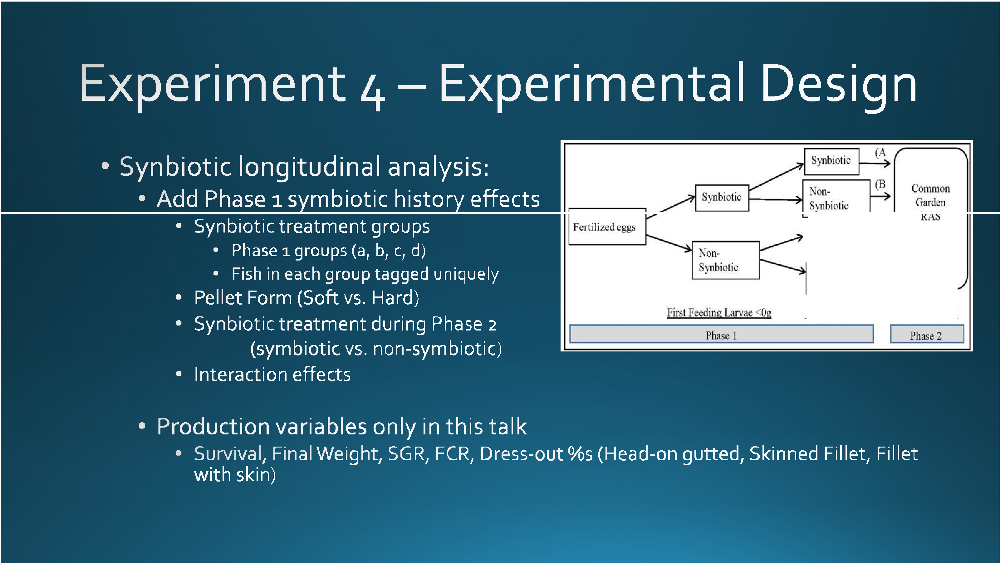 Experiment 4 – Experimental Design
• Synbiotic longitudinal analysis:
• Add Phase 1 symbiotic history effects
• Synbiotic treatment groups
• Phase 1 groups (a, b, c, d)
• Fish in each group tagged uniquely
• Pellet Form (Soft vs. Hard)
• Synbiotic treatment during Phase 2
(symbiotic vs. non-symbiotic)
• Interaction effects
• Production variables only in this talk
• Survival, Final Weight, SGR, FCR, Dress-out %s (Head-on gutted, Skinned Fillet, Fillet
with skin)
Fertilized eggs
Synbiotic
Non-
Synbiotic
Synbiotic
(A
Non-
Synbiotic
(B
Common
Garden
RAS
First Feeding Larvae <0g
Phase 1
Phase 2